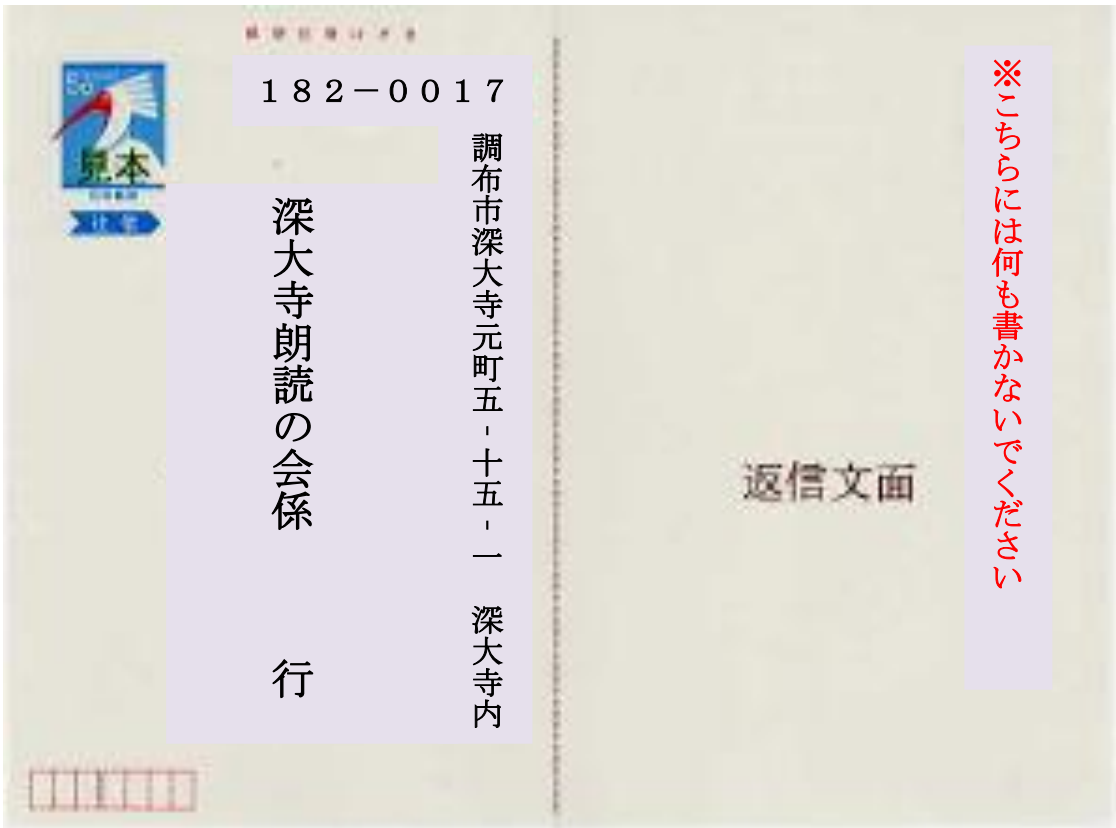 182-0017
調布市深大寺元町五-十五-一 深大寺内
深大寺朗読の会係 行
見本
※こちらには何も書かないでください
返信文面